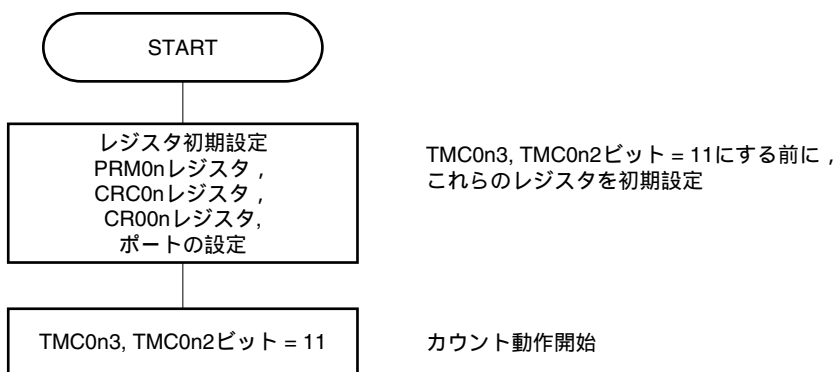 START
レジスタ初期設定
PRM0nレジスタ，
CRC0nレジスタ，
CR00nレジスタ,
ポートの設定
TMC0n3, TMC0n2ビット = 11にする前に，
これらのレジスタを初期設定
TMC0n3, TMC0n2ビット = 11
カウント動作開始